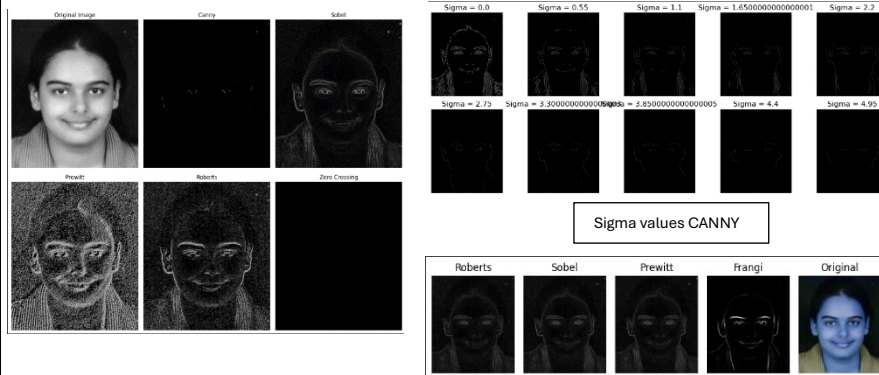 Original Image Canny Sobel
Prewitt Roberts Zero Crossing
Sigma = 0.0 Sigma = 0.55 Sigma = 1.1 Sigma = 1.6500000000000001 Sigma = 2.2
Sigma = 2.75 Sigma = 3.3000000000000 Sigma = 3.8500000000000005 Sigma = 4.4 Sigma = 4.95
Sigma values CANNY
Roberts Sobel Prewitt Frangi Original